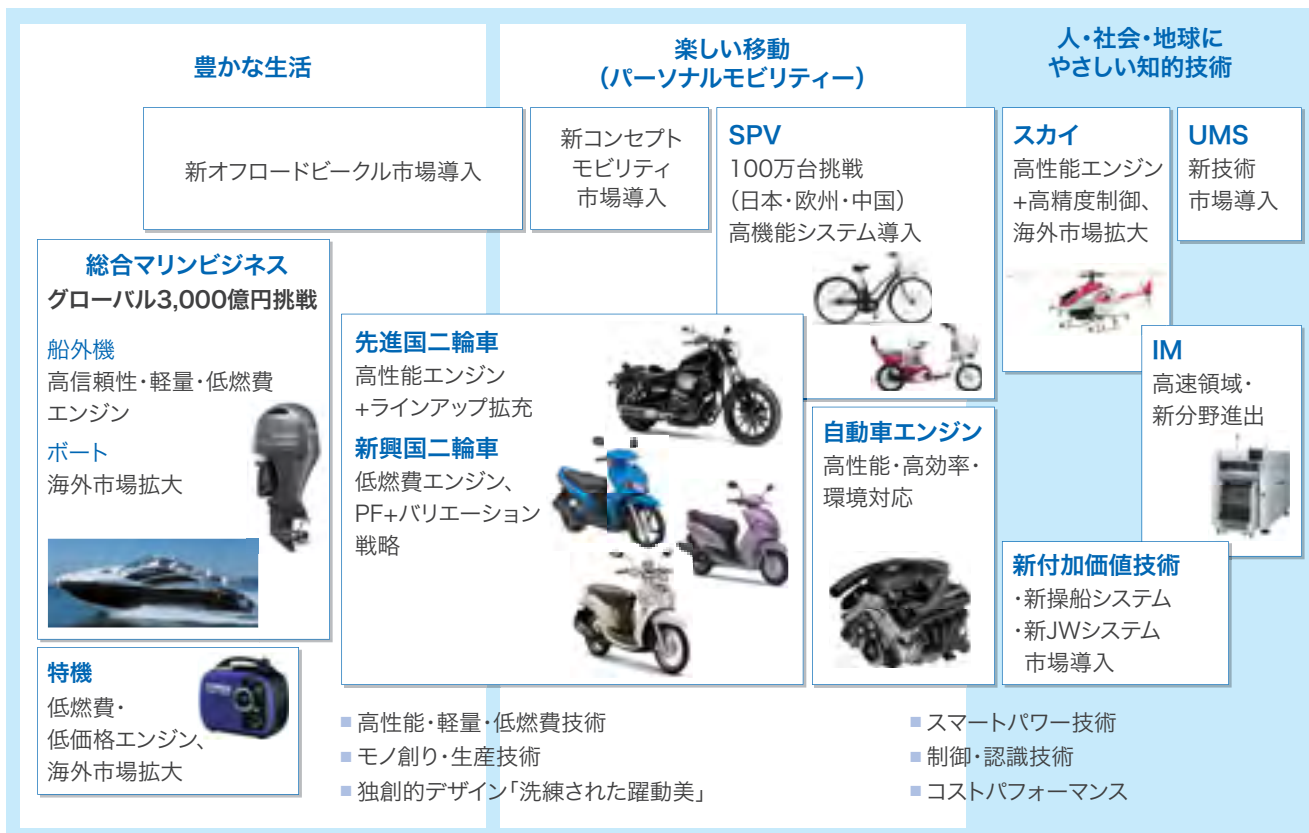 豊かな生活
楽しい移動
（パーソナルモビリティー）
人・社会・地球に
やさしい知的技術
新オフロードビークル市場導入
新コンセプト
モビリティ
市場導入
SPV
100万台挑戦
（日本・欧州・中国）
高機能システム導入
スカイ
高性能エンジン
+高精度制御、
海外市場拡大
UMS
新技術
市場導入
総合マリンビジネス
グローバル3,000億円挑戦
船外機
高信頼性・軽量・低燃費
エンジン
ボート
海外市場拡大
先進国二輪車
高性能エンジン
+ラインアップ拡充
新興国二輪車
低燃費エンジン、
PF+バリエーション
戦略
自動車エンジン
高性能・高効率・
環境対応
IM
高速領域・
新分野進出
新付加価値技術
・新操船システム
・新JWシステム
市場導入
特機
低燃費・
低価格エンジン、
海外市場拡大
■ 高性能・軽量・低燃費技術
■ モノ創り・生産技術
■ 独創的デザイン「洗練された躍動美」
■ スマートパワー技術
■ 制御・認識技術
■ コストパフォーマンス